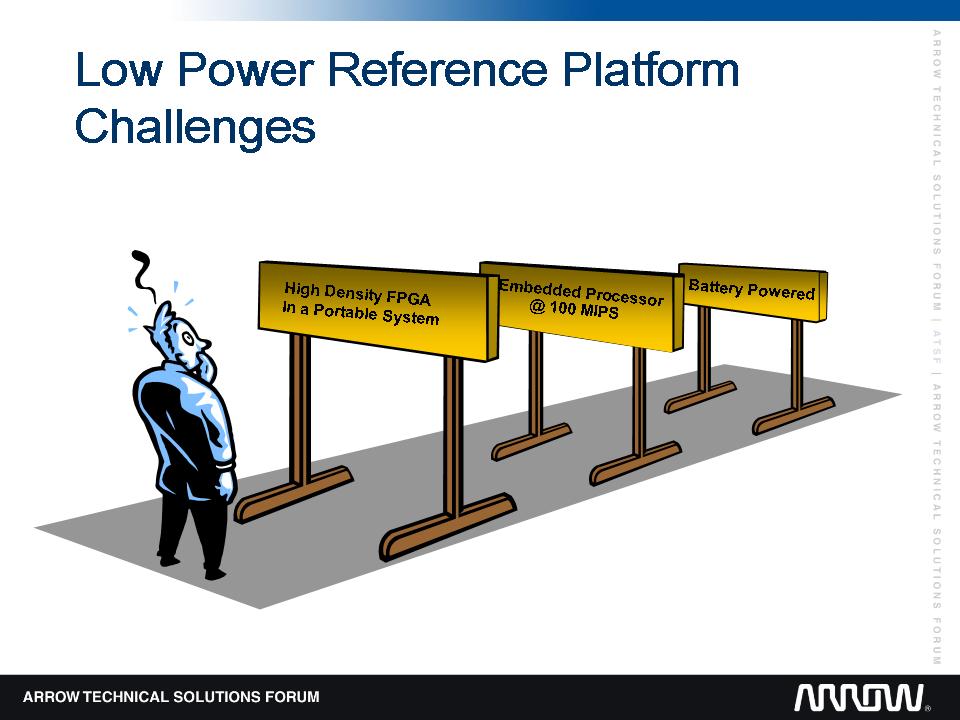 Low Power Reference Platform
Challenges
High Density FPGA
in a Portable System
Embedded Processor
@ 100 MIPS
Battery Powered
ARROW TECHNICAL SOLUTIONS FORUM | ATSF | ARROW TECHNICAL SOLUTIONS FORUM
ARROW TECHNICAL SOLUTIONS FORUM
ARROW®